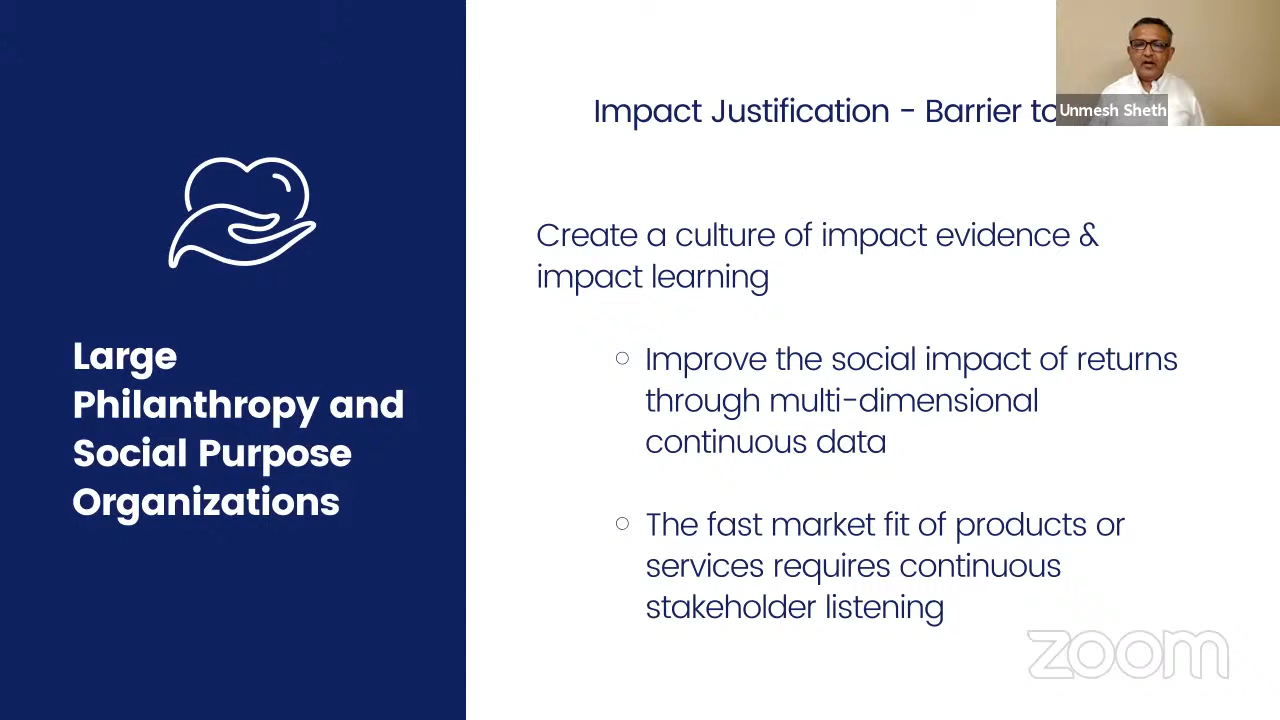 Impact Justification - Barrier to
Unmesh Sheth
Large
Philanthropy and
Social Purpose
Organizations
Create a culture of impact evidence &
impact learning
Improve the social impact of returns
through multi-dimensional
continuous data
The fast market fit of products or
services requires continuous
stakeholder listening
zoom